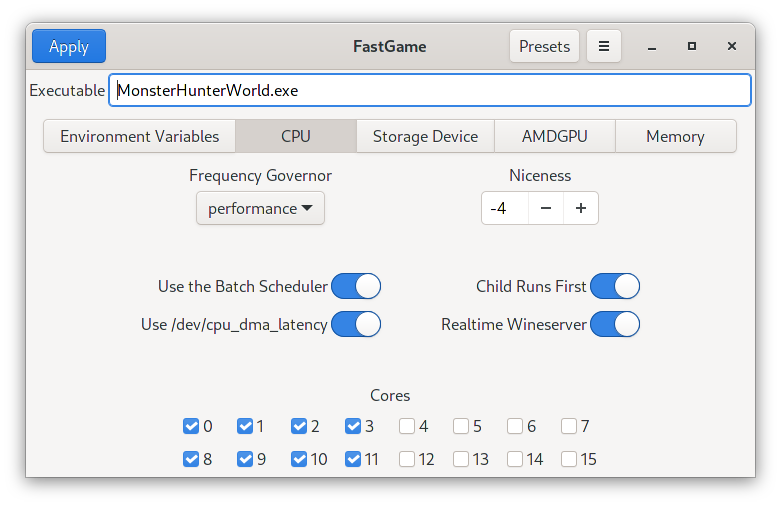 Apply FastGame Presets
Executable MonsterHunterWorld.exe
Environment Variables CPU Storage Device AMDGPU Memory
Frequency Governor Niceness
performance -4
Use the Batch Scheduler Child Runs First
Use /dev/cpu_dma_latency Realtime Wineserver
Cores
0 1 2 3 4 5 6 7
8 9 10 11 12 13 14 15